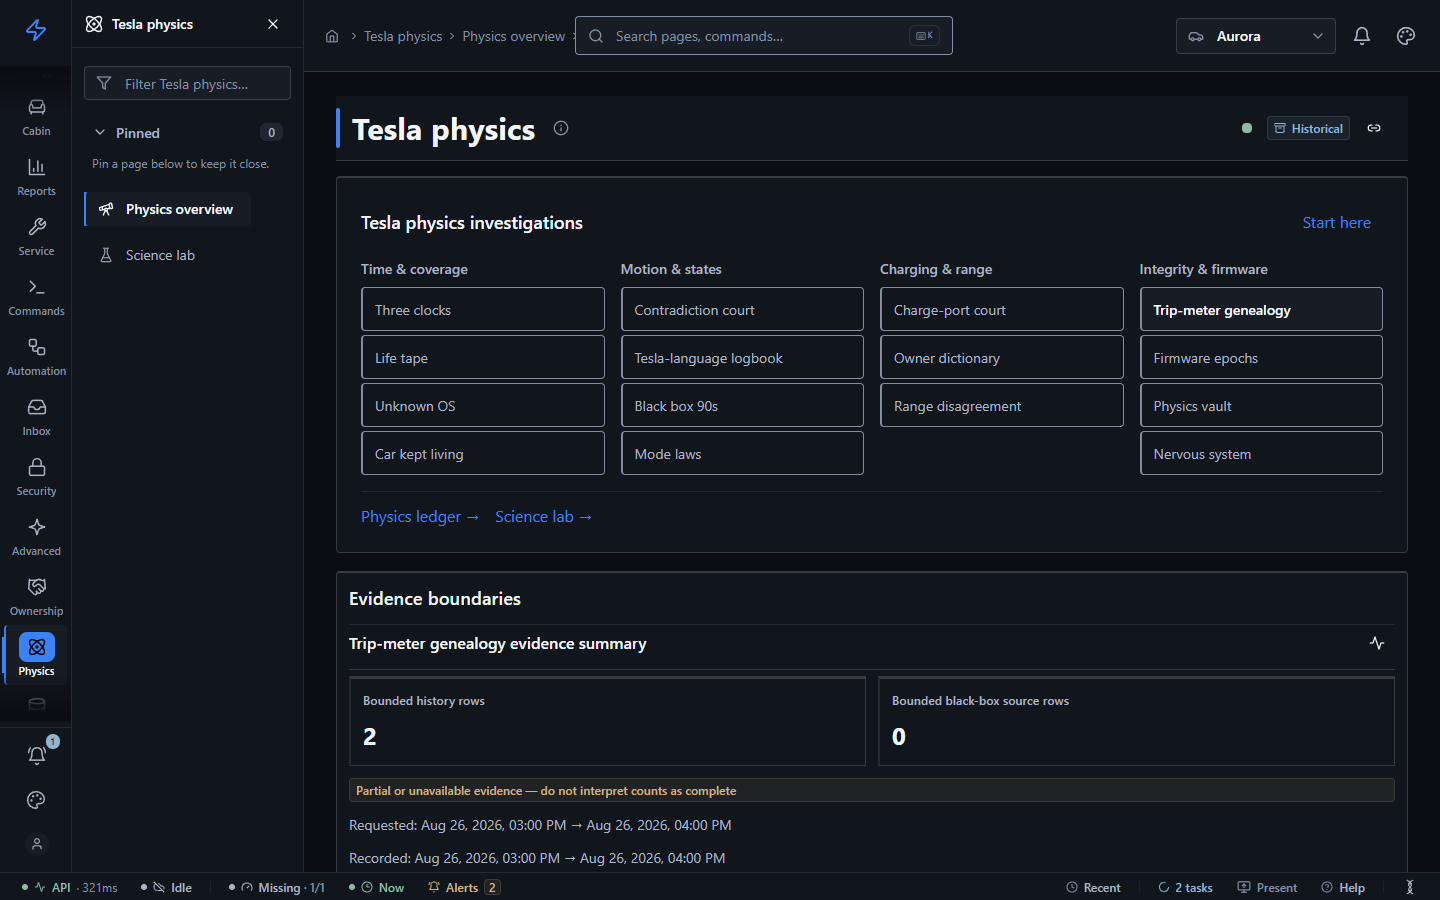 Tesla physics
Tesla physics
Physics overview
Search pages, commands...
K
Aurora
Filter Tesla physics...
Pinned
0
Pin a page below to keep it close.
Physics overview
Science lab
Cabin
Reports
Service
Commands
Automation
Inbox
Security
Advanced
Ownership
Physics
1
Tesla physics
Historical
Tesla physics investigations
Start here
Time & coverage
Three clocks
Life tape
Unknown OS
Car kept living
Motion & states
Contradiction court
Tesla-language logbook
Black box 90s
Mode laws
Charging & range
Charge-port court
Owner dictionary
Range disagreement
Integrity & firmware
Trip-meter genealogy
Firmware epochs
Physics vault
Nervous system
Physics ledger →
Science lab →
Evidence boundaries
Trip-meter genealogy evidence summary
Bounded history rows
2
Bounded black-box source rows
0
Partial or unavailable evidence — do not interpret counts as complete
Requested: Aug 26, 2026, 03:00 PM → Aug 26, 2026, 04:00 PM
Recorded: Aug 26, 2026, 03:00 PM → Aug 26, 2026, 04:00 PM
API · 321ms
Idle
Missing · 1/1
Now
Alerts 2
Recent
2 tasks
Present
Help